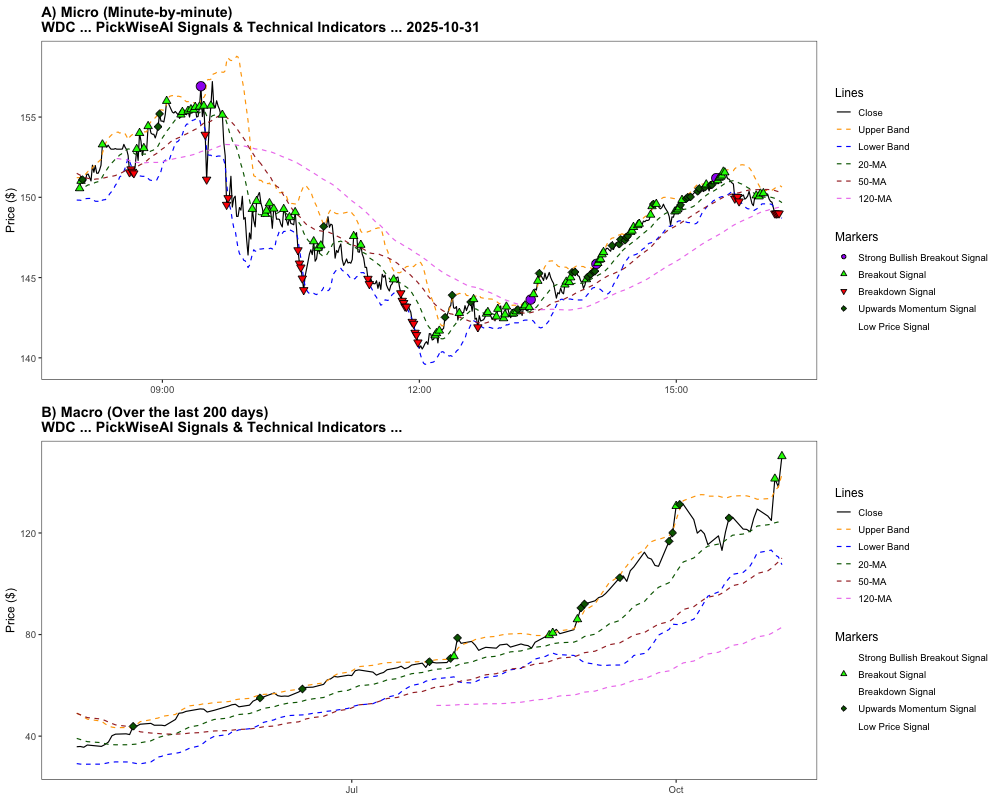 A) Micro (Minute-by-minute)
WDC ... PickWiseAI Signals & Technical Indicators ... 2025-10-31
Price ($)
155
150
145
140
09:00
12:00
15:00
Lines
Close
Upper Band
Lower Band
20-MA
50-MA
120-MA
Markers
Strong Bullish Breakout Signal
Breakout Signal
Breakdown Signal
Upwards Momentum Signal
Low Price Signal
B) Macro (Over the last 200 days)
WDC ... PickWiseAI Signals & Technical Indicators ...
Price ($)
120
80
40
Jul
Oct
Lines
Close
Upper Band
Lower Band
20-MA
50-MA
120-MA
Markers
Strong Bullish Breakout Signal
Breakout Signal
Breakdown Signal
Upwards Momentum Signal
Low Price Signal